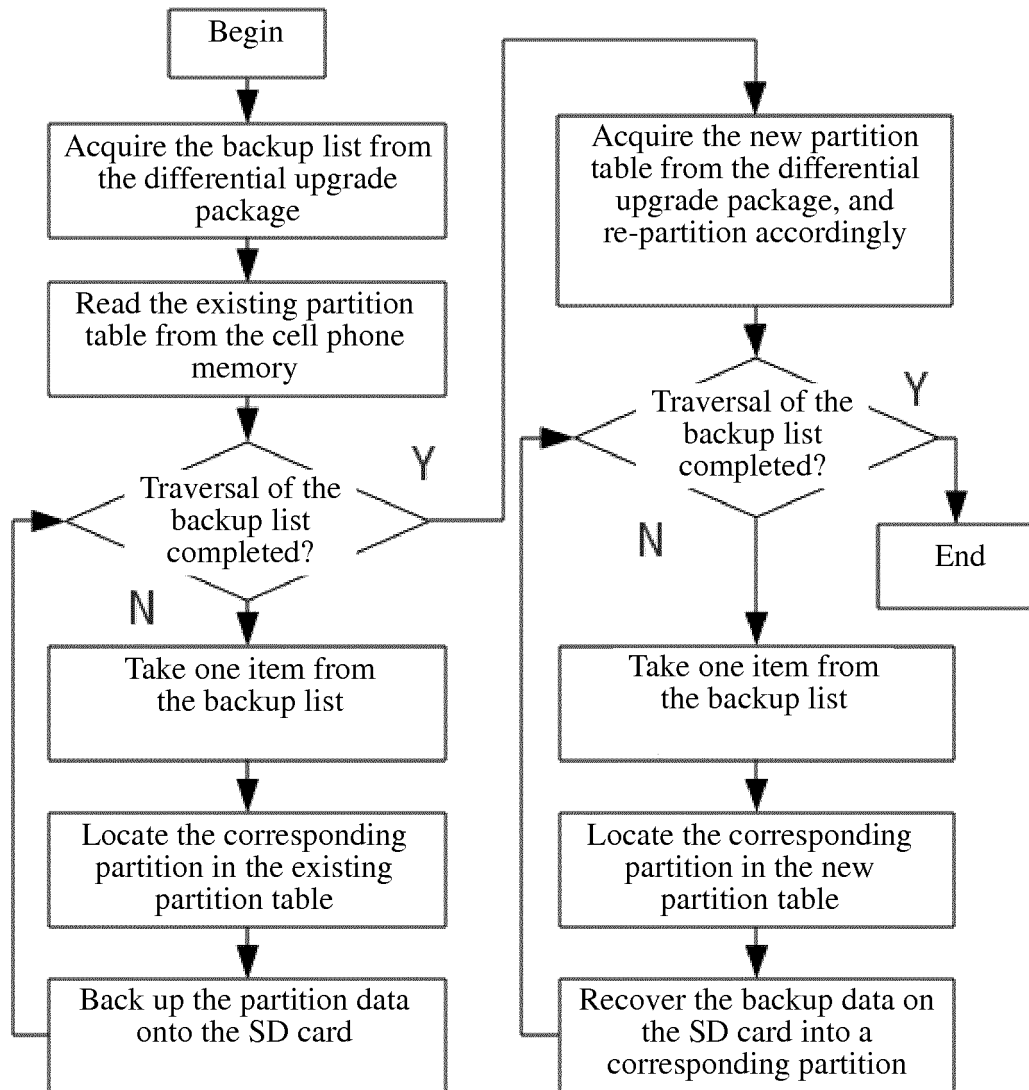 Begin
Acquire the backup list from
the differential upgrade
package
Read the existing partition
table from the cell phone
memory
Traversal of the
backup list
completed?
Y
N
Take one item from
the backup list
Locate the corresponding
partition in the existing
partition table
Back up the partition data
onto the SD card
Acquire the new partition
table from the differential
upgrade package, and
re-partition accordingly
Traversal of the
backup list
completed?
Y
N
End
Take one item from
the backup list
Locate the corresponding
partition in the new
partition table
Recover the backup data on
the SD card into a
corresponding partition